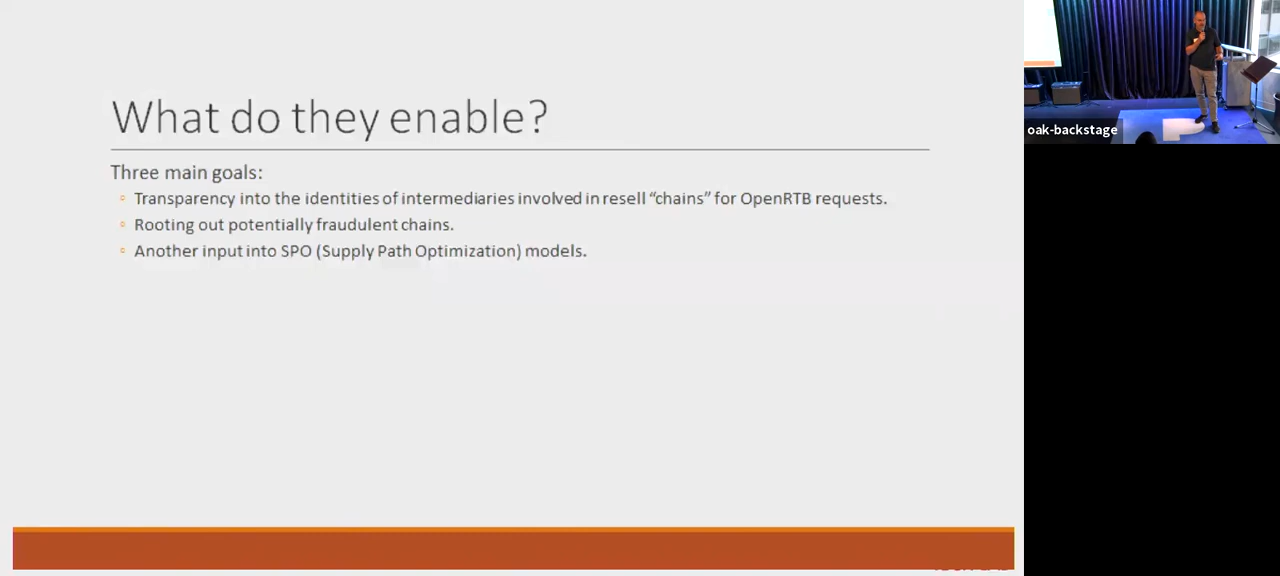 What do they enable?
Three main goals:
Transparency into the identities of intermediaries involved in resell “chains” for OpenRTB requests.
Rooting out potentially fraudulent chains.
Another input into SPO (Supply Path Optimization) models.
oak-backstage